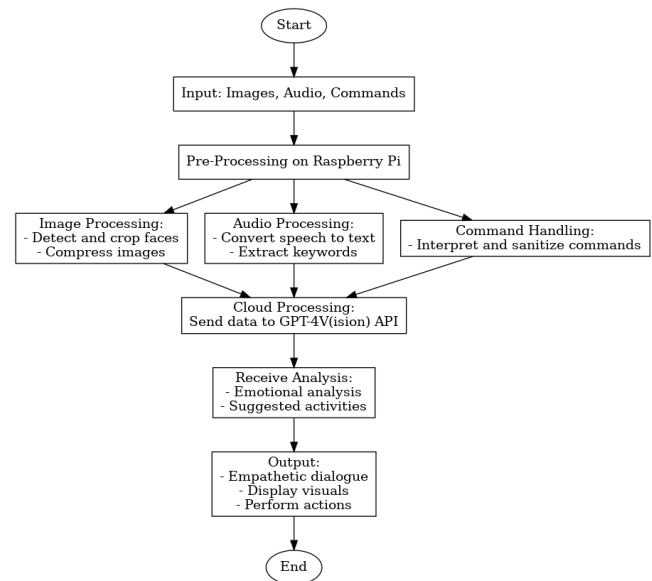 Start
Input: Images, Audio, Commands
Pre-Processing on Raspberry Pi
Image Processing:
- Detect and crop faces
- Compress images
Audio Processing:
- Convert speech to text
- Extract keywords
Command Handling:
- Interpret and sanitize commands
Cloud Processing:
Send data to GPT-4V(ision) API
Receive Analysis:
- Emotional analysis
- Suggested activities
Output:
- Empathetic dialogue
- Display visuals
- Perform actions
End